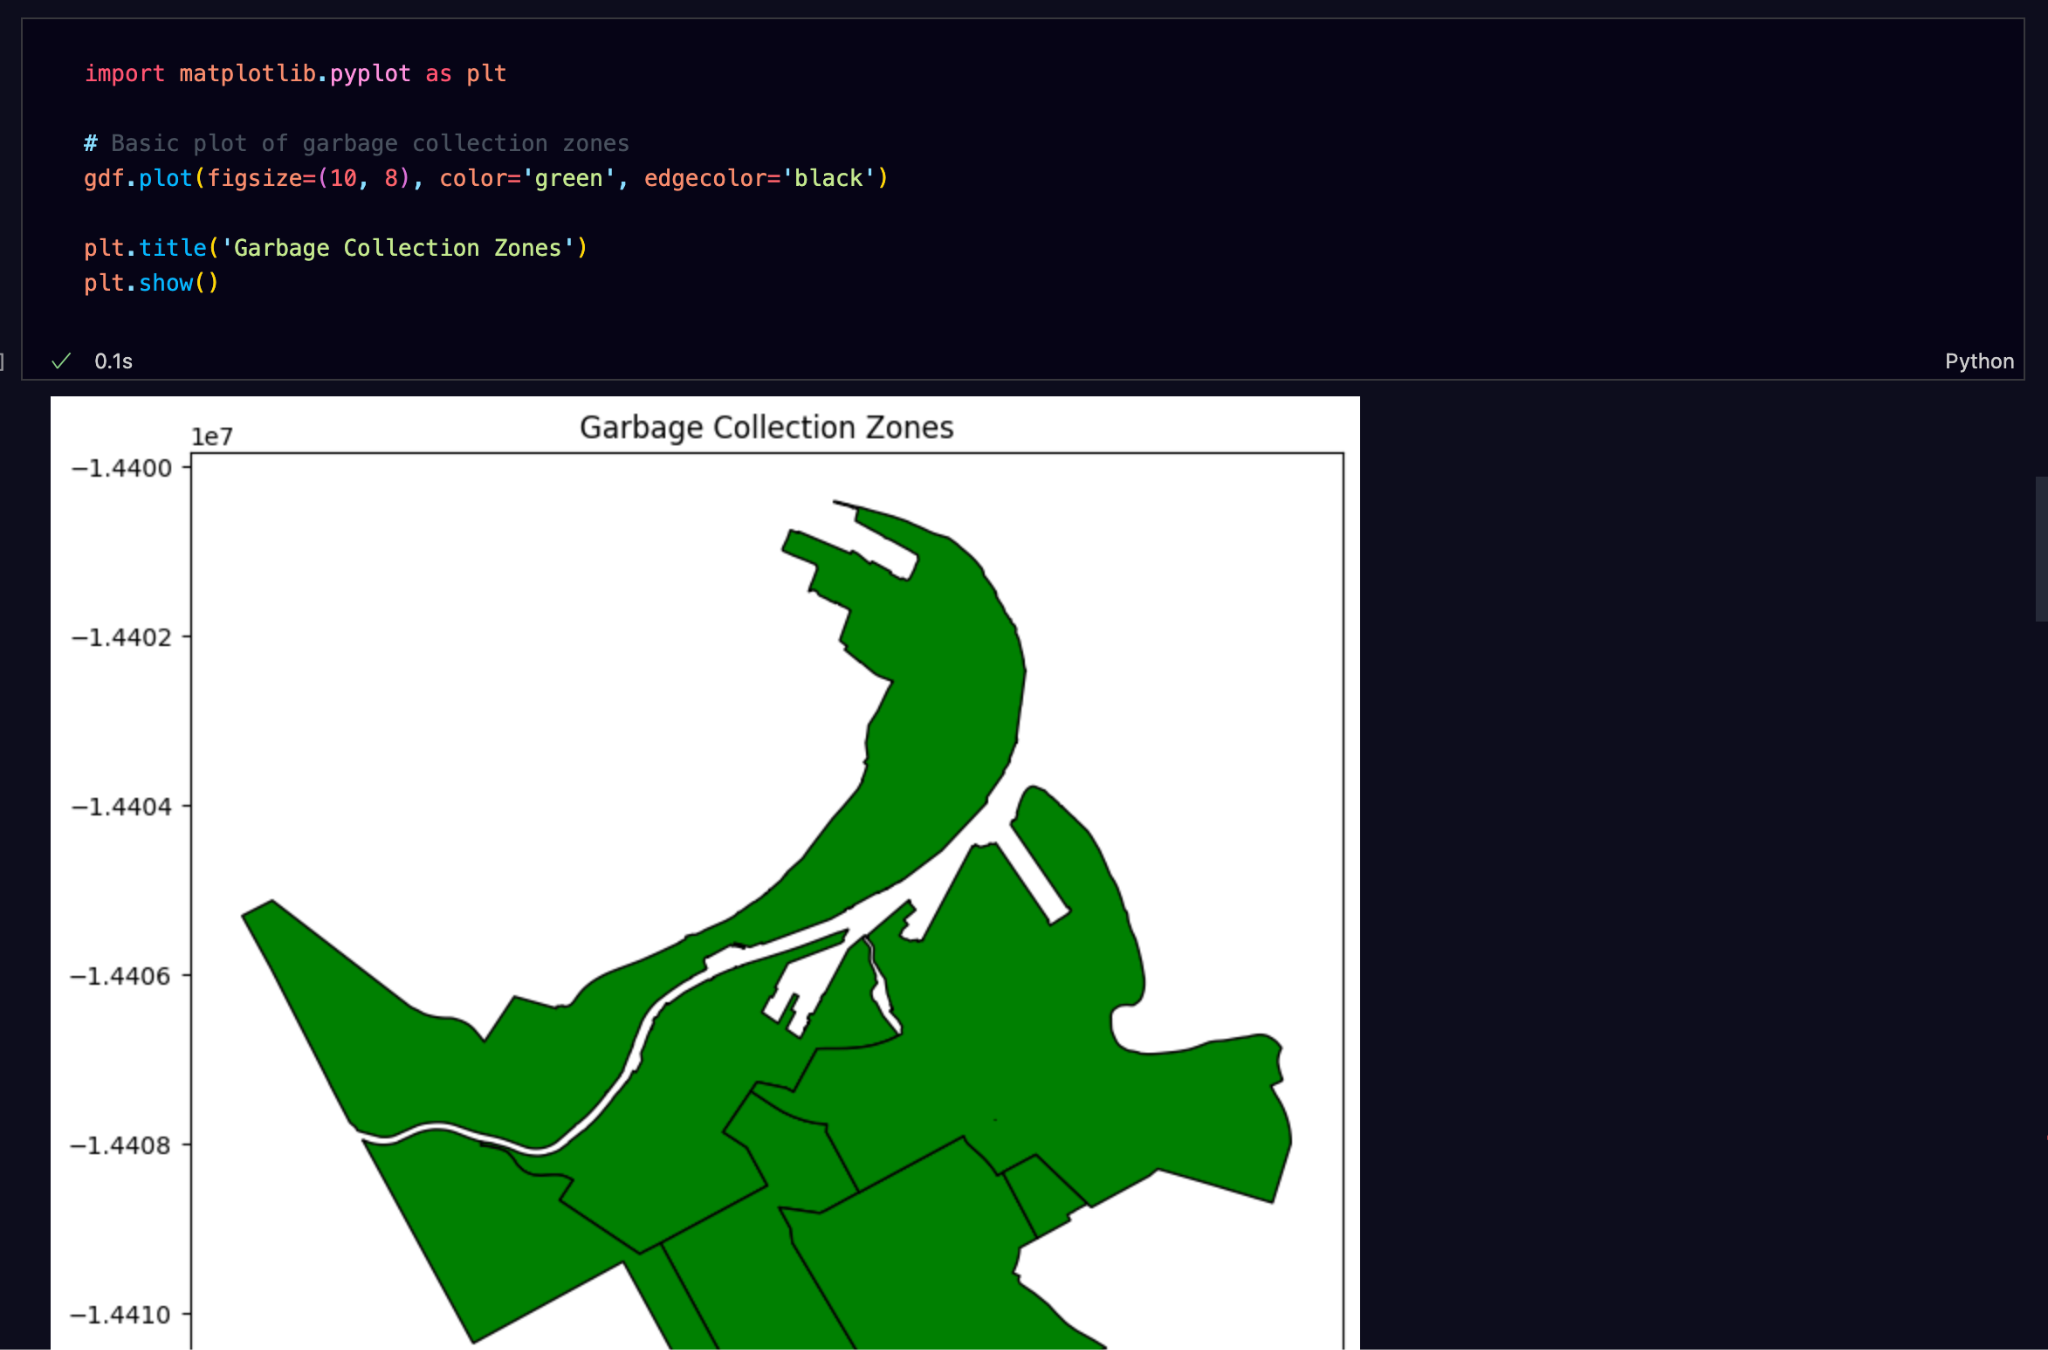 import matplotlib.pyplot as plt
# Basic plot of garbage collection zones
gdf.plot(figsize=(10, 8), color='green', edgecolor='black')
plt.title('Garbage Collection Zones')
plt.show()
]
0.1s
Python
Garbage Collection Zones
1e7
−1.4400
−1.4402
−1.4404
−1.4406
−1.4408
−1.4410